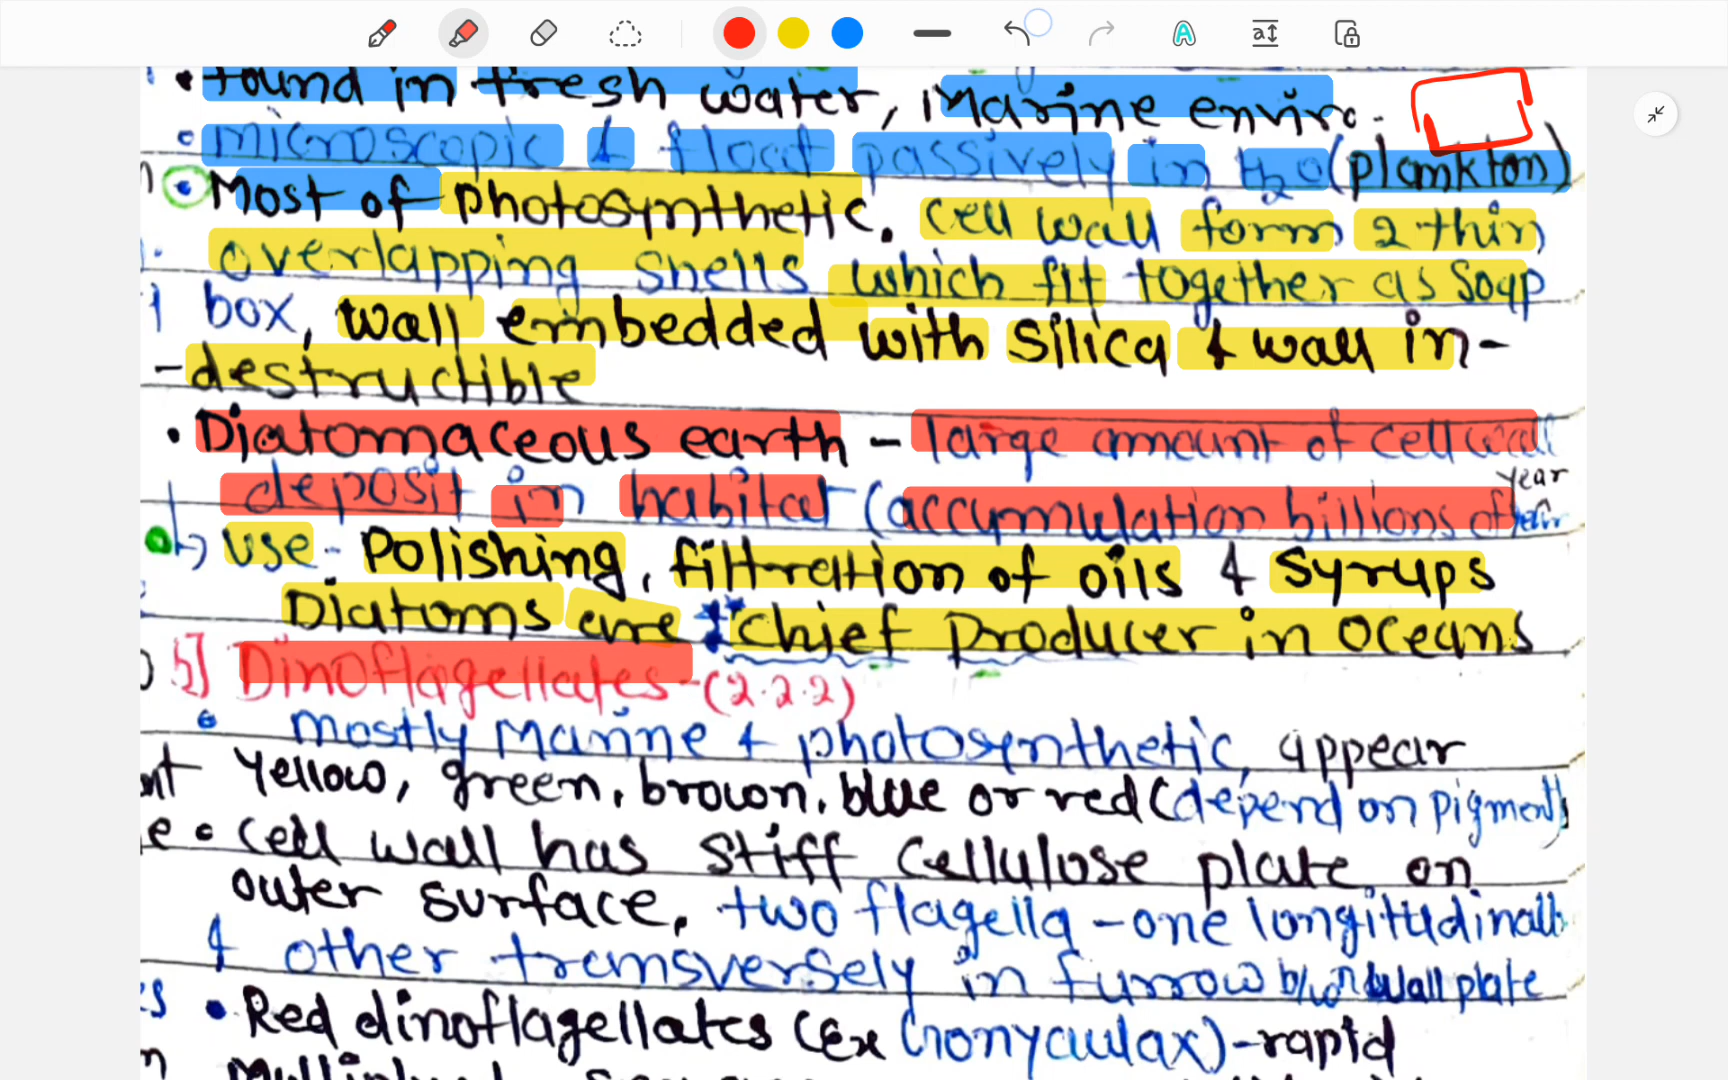 • found in fresh water, Marine enviro.
• microscopic & float passively in H2O (plankton)
• Most of photosynthetic. Cell wall form 2 thin
overlapping shells which fit together as soap
box, wall embedded with silica & wall in-
-destructible
• Diatomaceous earth - large amount of cell wall
year
deposit in habitat (accumulation billions of
↳ Use - Polishing, filtration of oils & Syrups
Diatoms are chief Producer in oceans
b] Dinoflagellates - (2.2.2)
• mostly Marine & photosynthetic, appear
Yellow, green, brown, blue or red (depend on pigment)
• Cell wall has stiff cellulose plate on
outer surface, two flagella - one longitudinally
& other transversely in furrow b/w wall plate
• Red dinoflagellates (Ex Gonyaulax) - rapid